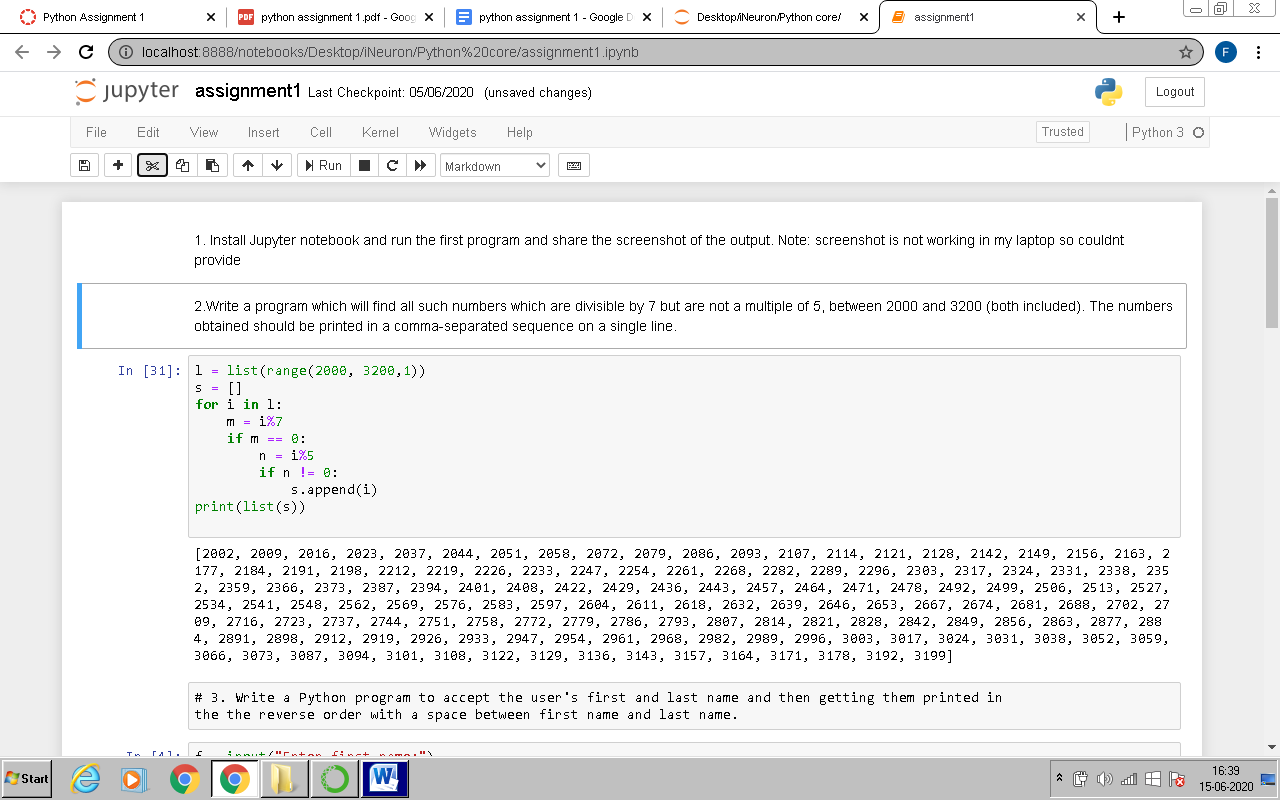 Python Assignment 1
python assignment 1.pdf - Goog
python assignment 1 - Google D
Desktop/iNeuron/Python core/
assignment1
localhost:8888/notebooks/Desktop/iNeuron/Python%20core/assignment1.ipynb
F
jupyter assignment1 Last Checkpoint: 05/06/2020 (unsaved changes)
Logout
File Edit View Insert Cell Kernel Widgets Help
Trusted
Python 3
Run
Markdown
1. Install Jupyter notebook and run the first program and share the screenshot of the output. Note: screenshot is not working in my laptop so couldnt
provide
2.Write a program which will find all such numbers which are divisible by 7 but are not a multiple of 5, between 2000 and 3200 (both included). The numbers
obtained should be printed in a comma-separated sequence on a single line.
In [31]:
l = list(range(2000, 3200,1))
s = []
for i in l:
    m = i%7
    if m == 0:
        n = i%5
        if n != 0:
            s.append(i)
print(list(s))
[2002, 2009, 2016, 2023, 2037, 2044, 2051, 2058, 2072, 2079, 2086, 2093, 2107, 2114, 2121, 2128, 2142, 2149, 2156, 2163, 2
177, 2184, 2191, 2198, 2212, 2219, 2226, 2233, 2247, 2254, 2261, 2268, 2282, 2289, 2296, 2303, 2317, 2324, 2331, 2338, 235
2, 2359, 2366, 2373, 2387, 2394, 2401, 2408, 2422, 2429, 2436, 2443, 2457, 2464, 2471, 2478, 2492, 2499, 2506, 2513, 2527,
2534, 2541, 2548, 2562, 2569, 2576, 2583, 2597, 2604, 2611, 2618, 2632, 2639, 2646, 2653, 2667, 2674, 2681, 2688, 2702, 27
09, 2716, 2723, 2737, 2744, 2751, 2758, 2772, 2779, 2786, 2793, 2807, 2814, 2821, 2828, 2842, 2849, 2856, 2863, 2877, 288
4, 2891, 2898, 2912, 2919, 2926, 2933, 2947, 2954, 2961, 2968, 2982, 2989, 2996, 3003, 3017, 3024, 3031, 3038, 3052, 3059,
3066, 3073, 3087, 3094, 3101, 3108, 3122, 3129, 3136, 3143, 3157, 3164, 3171, 3178, 3192, 3199]
# 3. Write a Python program to accept the user's first and last name and then getting them printed in
the the reverse order with a space between first name and last name.
In [4]: f = input("Enter first name:")
Start
W
16:39
15-06-2020